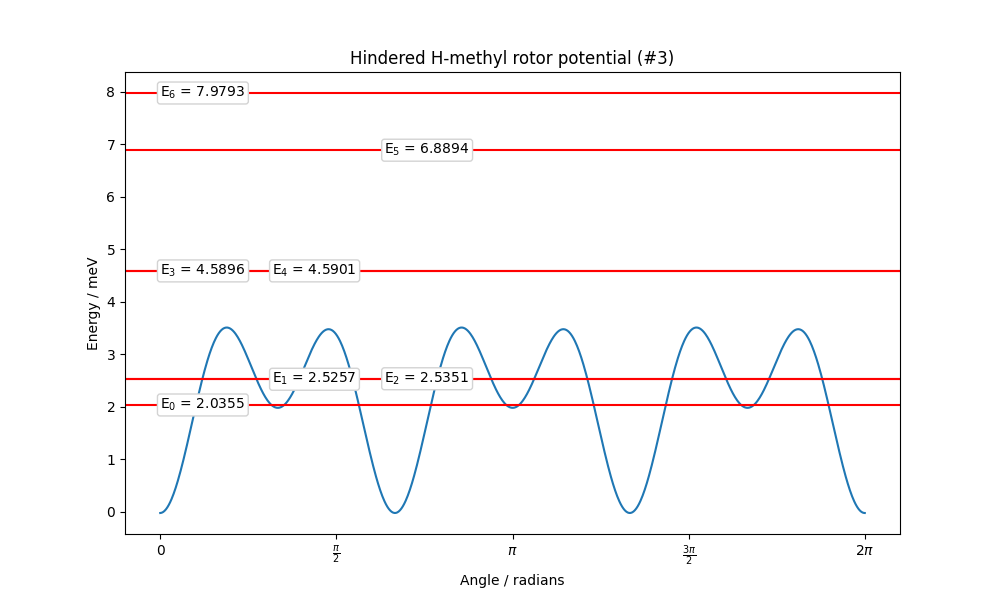 Hindered H-methyl rotor potential (#3)
8
E₆ = 7.9793
7
E₅ = 6.8894
6
5
E₃ = 4.5896
E₄ = 4.5901
4
Energy / meV
3
E₁ = 2.5257
E₂ = 2.5351
2
E₀ = 2.0355
1
0
0
π/2
π
3π/2
2π
Angle / radians